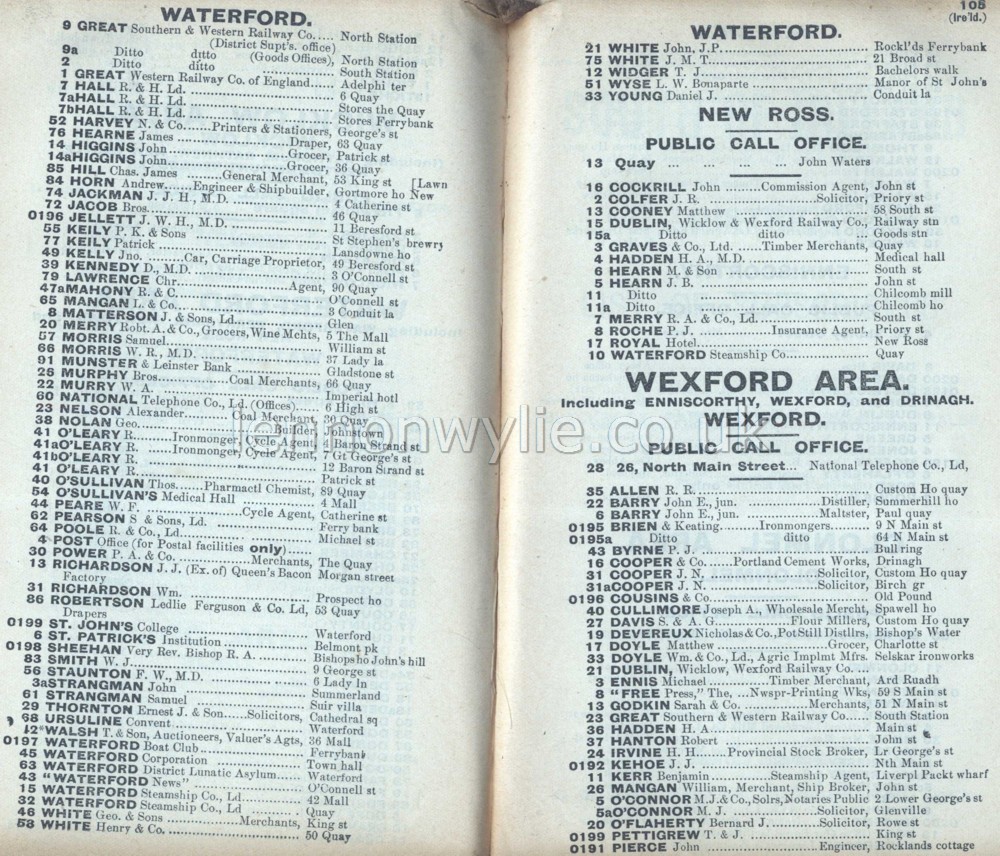 WATERFORD.
9 GREAT Southern & Western Railway Co..... North Station
(District Supt's. office)
9a Ditto ditto (Goods Offices), North Station
2 Ditto ditto South Station
1 GREAT Western Railway Co. of England...... Adelphi ter
7 HALL R. & H. Ld. 6 Quay
7aHALL R. & H. Ld. Stores the Quay
7bHALL R. & H. Ld. Stores Ferrybank
52 HARVEY N. & Co.......Printers & Stationers, George's st
76 HEARNE James Draper, 63 Quay
14 HIGGINS John Grocer, Patrick st
14aHIGGINS John Grocer, 36 Quay
85 HILL Chas. James General Merchant, 53 King st [Lawn
84 HORN Andrew......Engineer & Shipbuilder, Gortmore ho New
74 JACKMAN J. J. H., M.D. 4 Catherine st
72 JACOB Bros. 46 Quay
0196 JELLETT J. W. H., M.D. 11 Beresford st
55 KEILY P. K. & Sons St Stephen's brewry
77 KEILY Patrick Lansdowne ho
49 KELLY Jno. Car, Carriage Proprietor, 49 Beresford st
39 KENNEDY D., M.D. 3 O'Connell st
79 LAWRENCE Chr. Agent, 90 Quay
47aMAHONY R. & C. O'Connell st
65 MANGAN L. & Co. 3 Conduit la
8 MATTERSON J. & Sons, Ld. Glen
20 MERRY Robt. A. & Co., Grocers, Wine Mchts, 5 The Mall
57 MORRIS Samuel William st
66 MORRIS W. R., M.D. 37 Lady la
91 MUNSTER & Leinster Bank Gladstone st
26 MURPHY Bros. Coal Merchants, 66 Quay
22 MURRY W. A. Imperial hotl
60 NATIONAL Telephone Co., Ld. (Offices) 6 High st
23 NELSON Alexander Coal Merchant, 30 Quay
38 NOLAN Geo. Builder, Johnstown
41 O'LEARY R. Ironmonger, Cycle Agent, Baron Strand st
41aO'LEARY R. Ironmonger, Cycle Agent, 7 Gt George's st
41bO'LEARY R. 12 Baron Strand st
41 O'LEARY R. Patrick st
40 O'SULLIVAN Thos. Pharmactl Chemist, 89 Quay
54 O'SULLIVAN'S Medical Hall 4 Mall
44 PEARE W. F. Cycle Agent, Catherine st
62 PEARSON S & Sons, Ld. Ferry bank
64 POOLE R. & Co., Ld. Michael st
4 POST Office (for Postal facilities only)
30 POWER P. A. & Co. Merchants, The Quay
13 RICHARDSON J. J. (Ex. of) Queen's Bacon Morgan street
Factory
31 RICHARDSON Wm. Prospect ho
86 ROBERTSON Ledlie Ferguson & Co. Ld, 53 Quay
Drapers
0199 ST. JOHN'S College Waterford
6 ST. PATRICK'S Institution Belmont pk
0198 SHEEHAN Very Rev. Bishop R. A. Bishops ho John's hill
83 SMITH W. J. 9 George st
56 STAUNTON F. W., M.D. 6 Lady ln
3aSTRANGMAN John Summerland
61 STRANGMAN Samuel Suir villa
29 THORNTON Ernest J. & Son Solicitors, Cathedral sq
68 URSULINE Convent Waterford
WALSH T. & Son, Auctioneers, Valuer's Agts, 36 Mall
0197 WATERFORD Boat Club Ferrybank
45 WATERFORD Corporation Town hall
63 WATERFORD District Lunatic Asylum Waterford
43 "WATERFORD News" O'Connell st
15 WATERFORD Steamship Co., Ld 42 Mall
32 WATERFORD Steamship Co., Ld Quay
46 WHITE Geo. & Sons Merchants, King st
53 WHITE Henry & Co. 50 Quay
105
(Ire'ld.)
WATERFORD.
21 WHITE John, J.P. Rockl'ds Ferrybank
75 WHITE J. M. T. 21 Broad st
12 WIDGER T. J. Bachelors walk
51 WYSE L. W. Bonaparte Manor of St John's
33 YOUNG Daniel J. Conduit la
NEW ROSS.
PUBLIC CALL OFFICE.
13 Quay ... ... ... ... John Waters
16 COCKRILL John Commission Agent, John st
2 COLFER J. R. Solicitor, Priory st
13 COONEY Matthew 58 South st
15 DUBLIN, Wicklow & Wexford Railway Co., Railway stn
15a Ditto ditto Goods stn
3 GRAVES & Co., Ltd. Timber Merchants, Quay
4 HADDEN H. A., M.D. Medical hall
6 HEARN M. & Son South st
5 HEARN J. B. John st
11 Ditto Chilcomb mill
11a Ditto Chilcomb ho
7 MERRY R. A. & Co., Ld. South st
8 ROCHE P. J. Insurance Agent, Priory st
17 ROYAL Hotel New Ross
10 WATERFORD Steamship Co Quay
WEXFORD AREA.
Including ENNISCORTHY, WEXFORD, and DRINAGH.
WEXFORD.
PUBLIC CALL OFFICE.
28 26, North Main Street... National Telephone Co., Ld,
35 ALLEN R. R. Custom Ho quay
22 BARRY John E., jun. Distiller, Summerhill ho
6 BARRY John E., jun. Maltster, Paul quay
0195 BRIEN & Keating Ironmongers 9 N Main st
0195a Ditto ditto 64 N Main st
43 BYRNE P. J. Bull ring
16 COOPER & Co. Portland Cement Works, Drinagh
31 COOPER J. N. Solicitor, Custom Ho quay
31aCOOPER J. N. Solicitor, Birch gr
0196 COUSINS & Co. Old Pound
40 CULLIMORE Joseph A., Wholesale Mercht, Spawell ho
27 DAVIS S. & A. G. Flour Millers, Custom Ho quay
19 DEVEREUX Nicholas & Co., Pot Still Distllrs, Bishop's Water
17 DOYLE Matthew Grocer, Charlotte st
33 DOYLE Wm. & Co., Ld., Agric Implmt Mfrs. Selskar ironworks
21 DUBLIN, Wicklow, Wexford Railway Co.
3 ENNIS Michael Timber Merchant, Ard Ruadh
8 "FREE Press," The, ...Nwspr-Printing Wks, 59 S Main st
13 GODKIN Sarah & Co. Merchants, 51 N Main st
23 GREAT Southern & Western Railway Co. South Station
36 HADDEN H. A. Main st
37 HANTON Robert John st
24 IRVINE H. H. Provincial Stock Broker, Lr George's st
0192 KEHOE J. J. Nth Main st
11 KERR Benjamin Steamship Agent, Liverpl Packt wharf
26 MANGAN William, Merchant, Ship Broker, John st
5 O'CONNOR M.J. & Co., Solrs, Notaries Public 2 Lower George's st
5aO'CONNOR M. J. Solicitor, Glenville
20 O'FLAHERTY Bernard J. Solicitor, Rowe st
0199 PETTIGREW T. & J. King st
0191 PIERCE John Engineer, Rocklands cottage
lennonwylie.co.uk